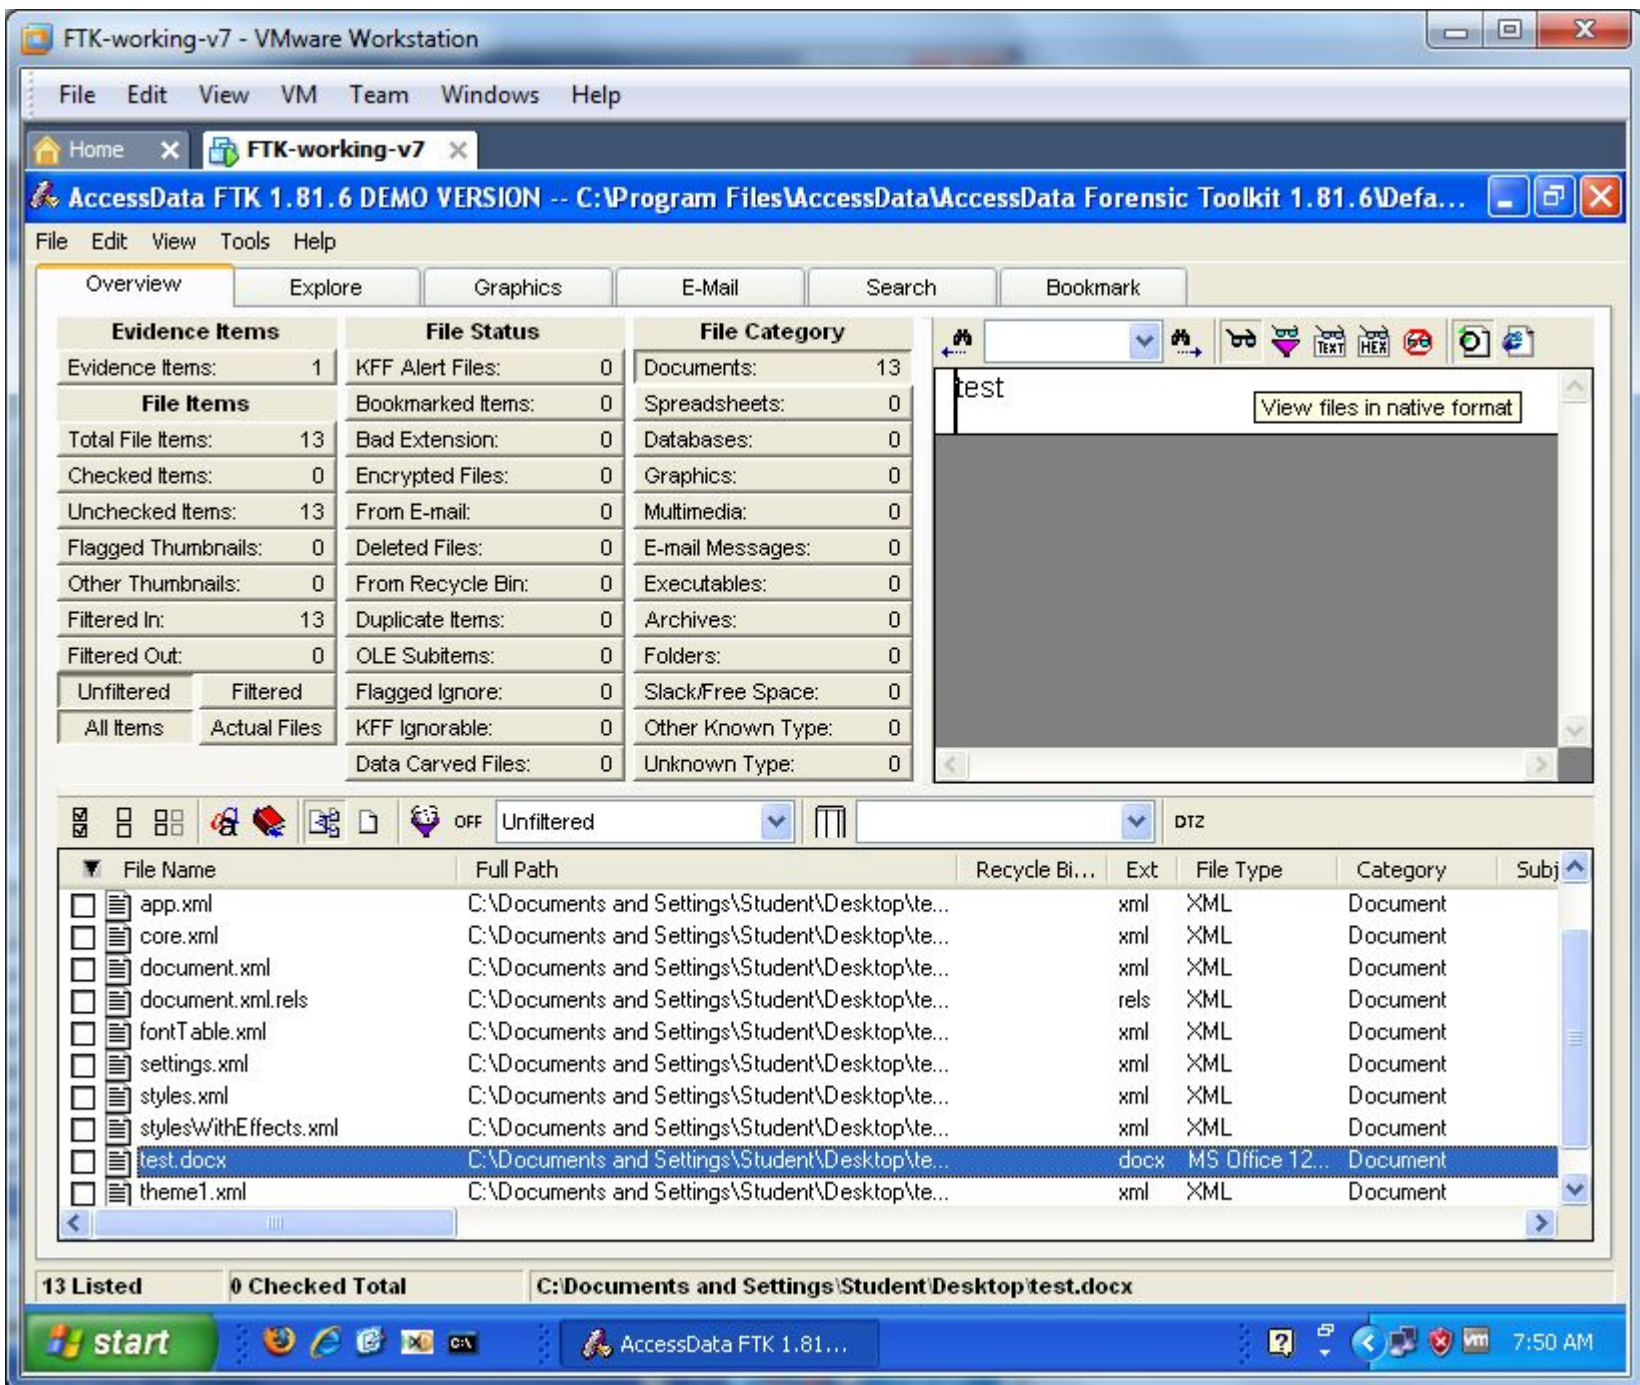 FTK-working-v7 - VMware Workstation
File Edit View VM Team Windows Help
Home FTK-working-v7
AccessData FTK 1.81.6 DEMO VERSION -- C:\Program Files\AccessData\AccessData Forensic Toolkit 1.81.6\Defa...
File Edit View Tools Help
Overview Explore Graphics E-Mail Search Bookmark
Evidence Items File Status File Category
Evidence Items: 1 KFF Alert Files: 0 Documents: 13
File Items Bookmarked Items: 0 Spreadsheets: 0
Total File Items: 13 Bad Extension: 0 Databases: 0
Checked Items: 0 Encrypted Files: 0 Graphics: 0
Unchecked Items: 13 From E-mail: 0 Multimedia: 0
Flagged Thumbnails: 0 Deleted Files: 0 E-mail Messages: 0
Other Thumbnails: 0 From Recycle Bin: 0 Executables: 0
Filtered In: 13 Duplicate Items: 0 Archives: 0
Filtered Out: 0 OLE Subitems: 0 Folders: 0
Unfiltered Filtered Flagged Ignore: 0 Slack/Free Space: 0
All Items Actual Files KFF Ignorable: 0 Other Known Type: 0
Data Carved Files: 0 Unknown Type: 0
TEXT HEX
test
View files in native format
OFF Unfiltered DTZ
File Name Full Path Recycle Bi... Ext File Type Category Subj
app.xml C:\Documents and Settings\Student\Desktop\te... xml XML Document
core.xml C:\Documents and Settings\Student\Desktop\te... xml XML Document
document.xml C:\Documents and Settings\Student\Desktop\te... xml XML Document
document.xml.rels C:\Documents and Settings\Student\Desktop\te... rels XML Document
fontTable.xml C:\Documents and Settings\Student\Desktop\te... xml XML Document
settings.xml C:\Documents and Settings\Student\Desktop\te... xml XML Document
styles.xml C:\Documents and Settings\Student\Desktop\te... xml XML Document
stylesWithEffects.xml C:\Documents and Settings\Student\Desktop\te... xml XML Document
test.docx C:\Documents and Settings\Student\Desktop\te... docx MS Office 12... Document
theme1.xml C:\Documents and Settings\Student\Desktop\te... xml XML Document
13 Listed 0 Checked Total C:\Documents and Settings\Student\Desktop\test.docx
start AccessData FTK 1.81... vm 7:50 AM